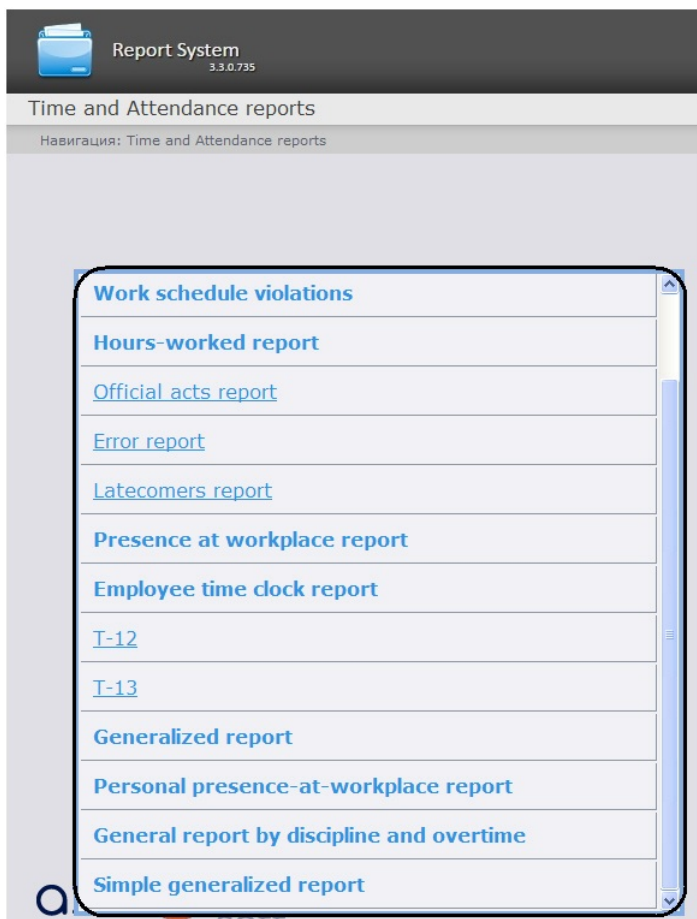 Report System
3.3.0.735
Time and Attendance reports
Навигация: Time and Attendance reports
Work schedule violations
Hours-worked report
Official acts report
Error report
Latecomers report
Presence at workplace report
Employee time clock report
T-12
T-13
Generalized report
Personal presence-at-workplace report
General report by discipline and overtime
Simple generalized report